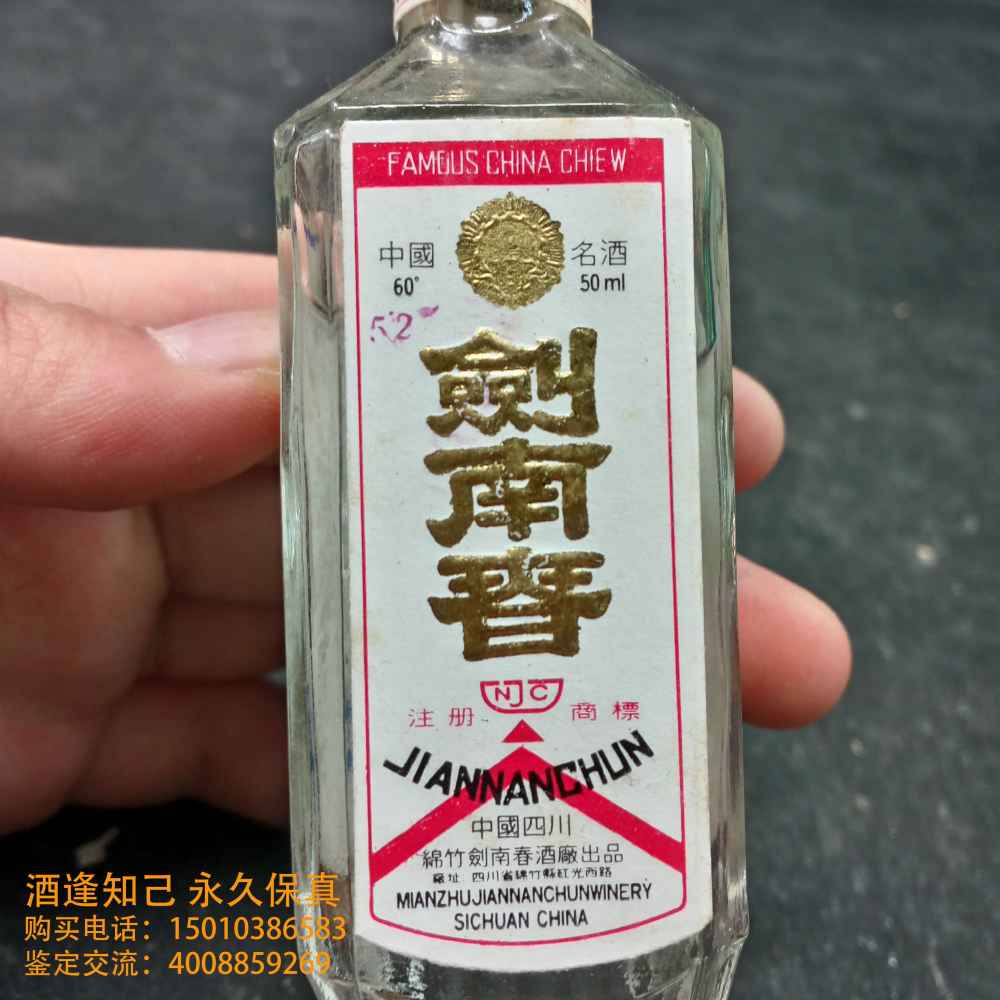 FAMOUS CHINA CHIEW
中國 名酒
60° 50ml
52°
劍南春
NJC
注册 商標
JIANNANCHUN
中國四川
綿竹劍南春酒廠出品
廠址 四川省綿竹縣紅光西路
MIANZHUJIANNANCHUNWINERY
SICHUAN CHINA
酒逢知己 永久保真
购买电话：15010386583
鉴定交流：4008859269